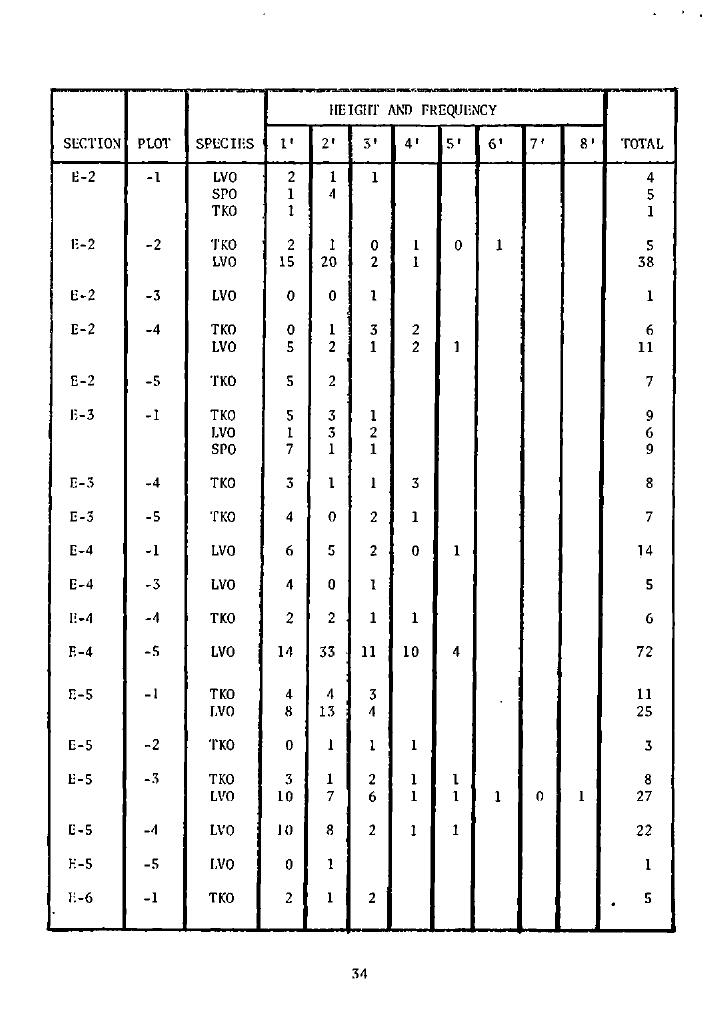 HEIGHT AND FREQUENCY
SECTION PLOT SPECIES 1' 2' 3' 4' 5' 6' 7' 8' TOTAL
E-2 -1 LVO 2 1 1 4
SPO 1 4 5
TKO 1 1
E-2 -2 TKO 2 1 0 1 0 1 5
LVO 15 20 2 1 38
E-2 -3 LVO 0 0 1 1
E-2 -4 TKO 0 1 3 2 6
LVO 5 2 1 2 1 11
E-2 -5 TKO 5 2 7
E-3 -1 TKO 5 3 1 9
LVO 1 3 2 6
SPO 7 1 1 9
E-3 -4 TKO 3 1 1 3 8
E-3 -5 TKO 4 0 2 1 7
E-4 -1 LVO 6 5 2 0 1 14
E-4 -3 LVO 4 0 1 5
E-4 -4 TKO 2 2 1 1 6
E-4 -5 LVO 14 33 11 10 4 72
E-5 -1 TKO 4 4 3 11
LVO 8 13 4 25
E-5 -2 TKO 0 1 1 1 3
E-5 -3 TKO 3 1 2 1 1 8
LVO 10 7 6 1 1 1 0 1 27
E-5 -4 LVO 10 8 2 1 1 22
E-5 -5 LVO 0 1 1
E-6 -1 TKO 2 1 2 5
34